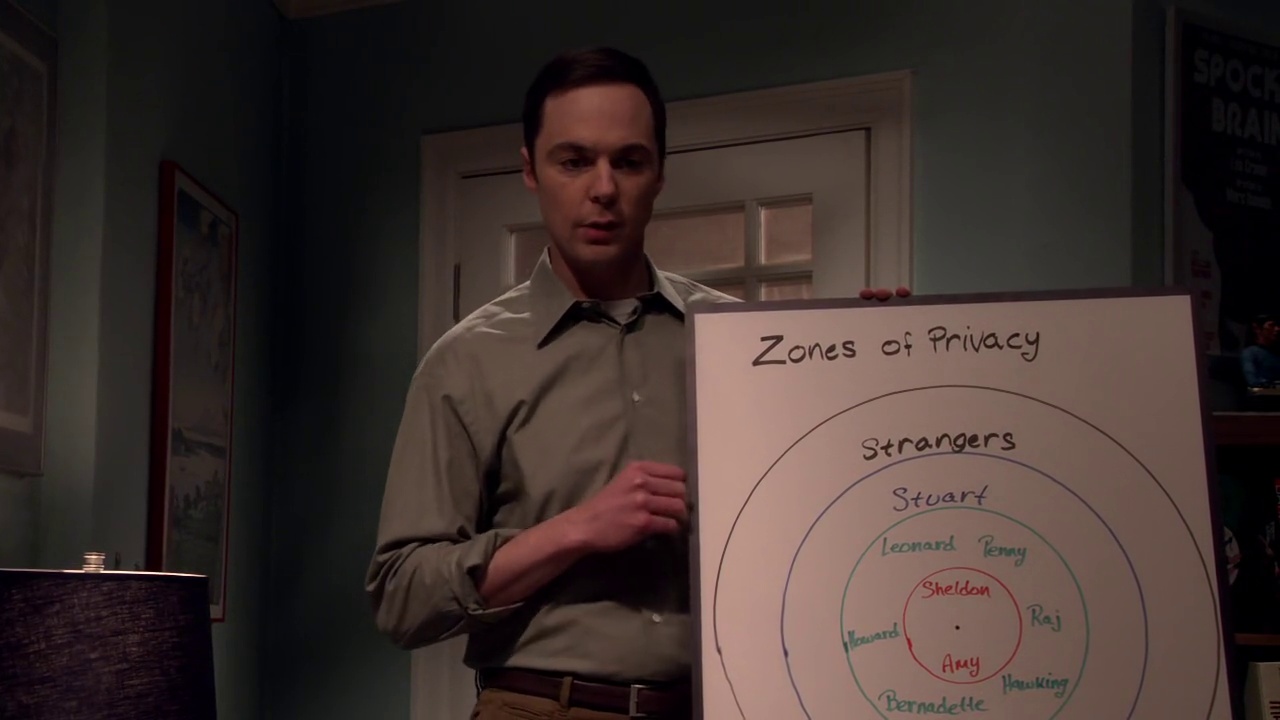 SPOCK
BRAIN
Zones of Privacy
Strangers
Stuart
Leonard Penny
Sheldon
Howard
Raj
Amy
Hawking
Bernadette